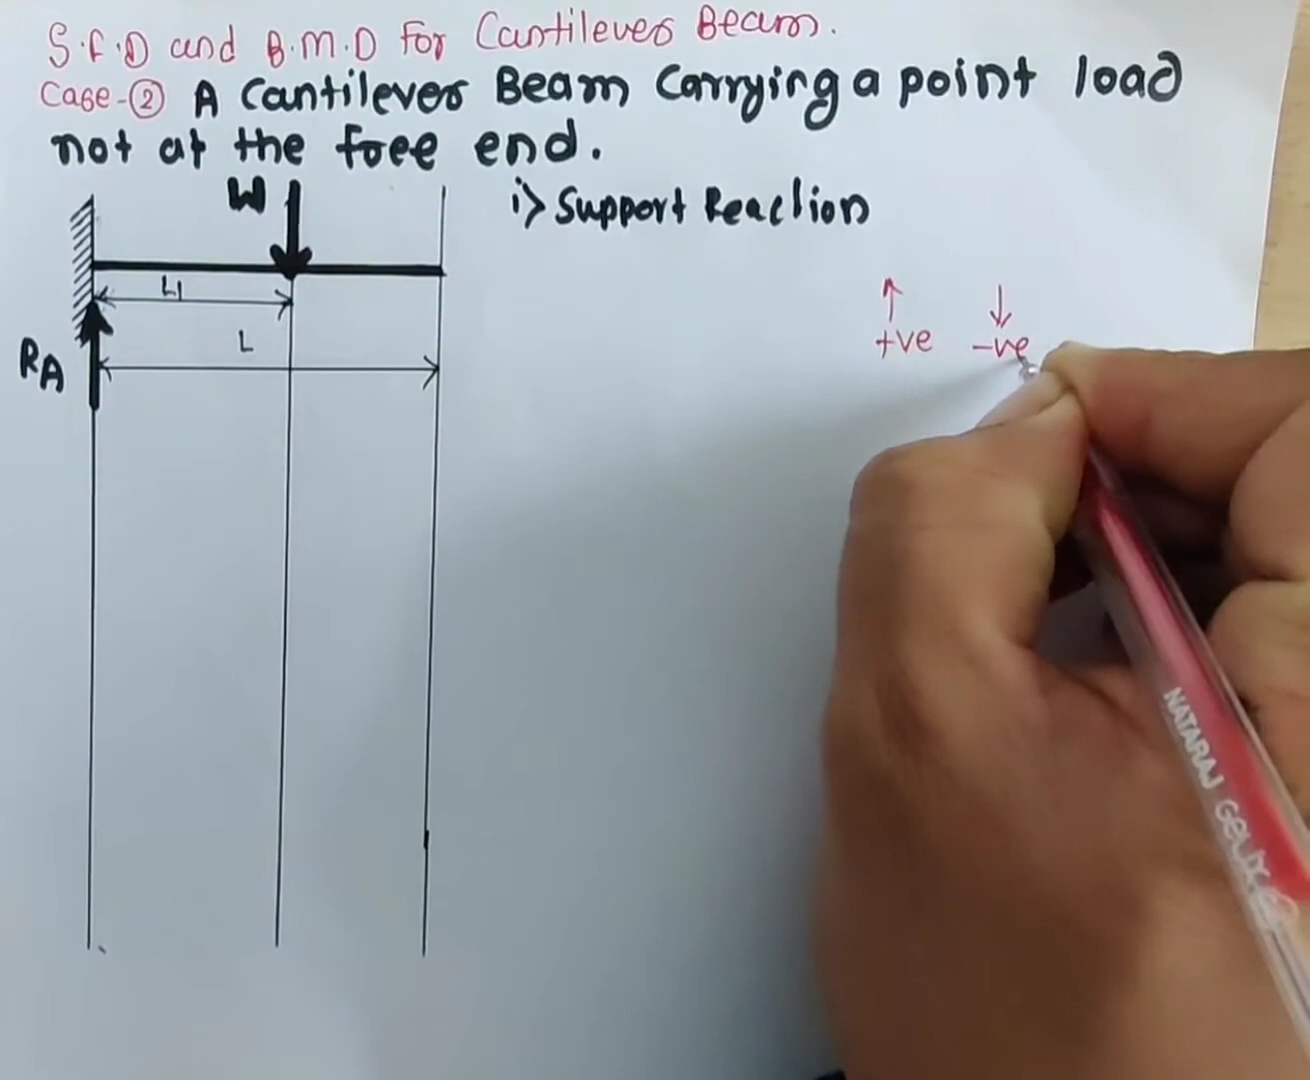 S.F.D and B.M.D For Cantilever Beam.
Case-② A Cantilever Beam Carrying a point load
not at the free end.
W
i> Support Reaction
L1
L
RA
+ve -ve
NATARAJ GELIX